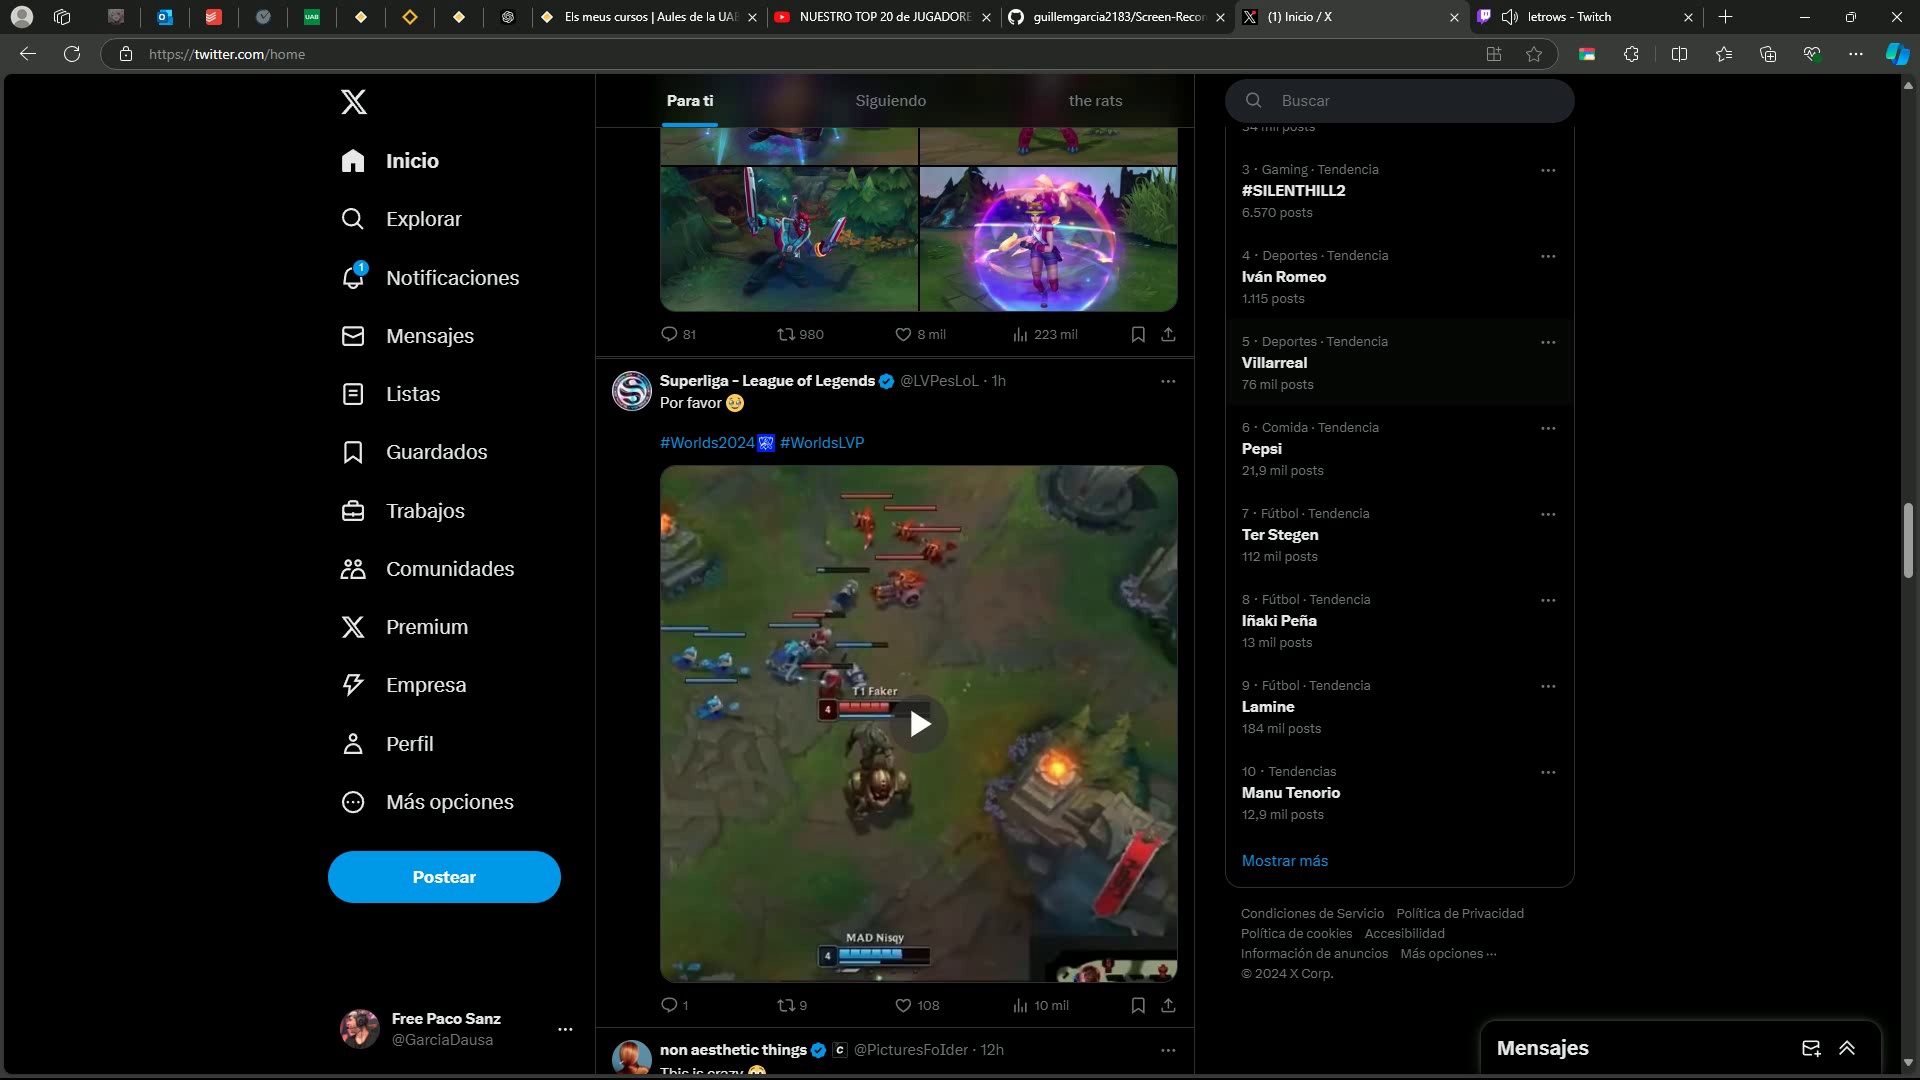 UAB
Els meus cursos | Aules de la UAB
NUESTRO TOP 20 de JUGADORE
guillemgarcia2183/Screen-Recor
(1) Inicio / X
letrows - Twitch
https://twitter.com/home
Inicio
Explorar
1
Notificaciones
Mensajes
Listas
Guardados
Trabajos
Comunidades
Premium
Empresa
Perfil
Más opciones
Postear
Free Paco Sanz
@GarciaDausa
Para ti
Siguiendo
the rats
81
980
8 mil
223 mil
Superliga - League of Legends @LVPesLoL · 1h
Por favor 🥹
#Worlds2024 #WorldsLVP
T1 Faker
4
MAD Nisqy
4
1
9
108
10 mil
non aesthetic things @PicturesFoIder · 12h
This is crazy
Buscar
54 mil posts
3 · Gaming · Tendencia
#SILENTHILL2
6.570 posts
4 · Deportes · Tendencia
Iván Romeo
1.115 posts
5 · Deportes · Tendencia
Villarreal
76 mil posts
6 · Comida · Tendencia
Pepsi
21,9 mil posts
7 · Fútbol · Tendencia
Ter Stegen
112 mil posts
8 · Fútbol · Tendencia
Iñaki Peña
13 mil posts
9 · Fútbol · Tendencia
Lamine
184 mil posts
10 · Tendencias
Manu Tenorio
12,9 mil posts
Mostrar más
Condiciones de Servicio Política de Privacidad
Política de cookies Accesibilidad
Información de anuncios Más opciones ···
© 2024 X Corp.
Mensajes